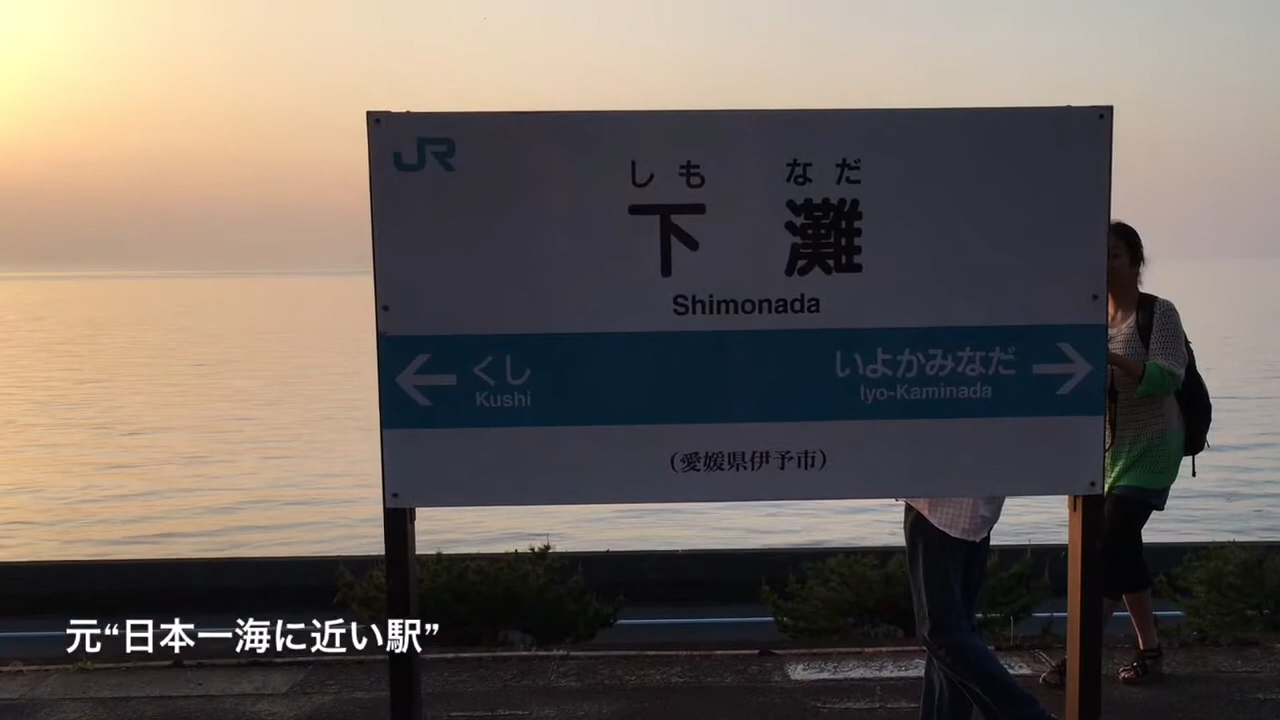 JR
しも なだ
下 灘
Shimonada
← くし
Kushi
いよかみなだ →
Iyo-Kaminada
（愛媛県伊予市）
元“日本一海に近い駅”